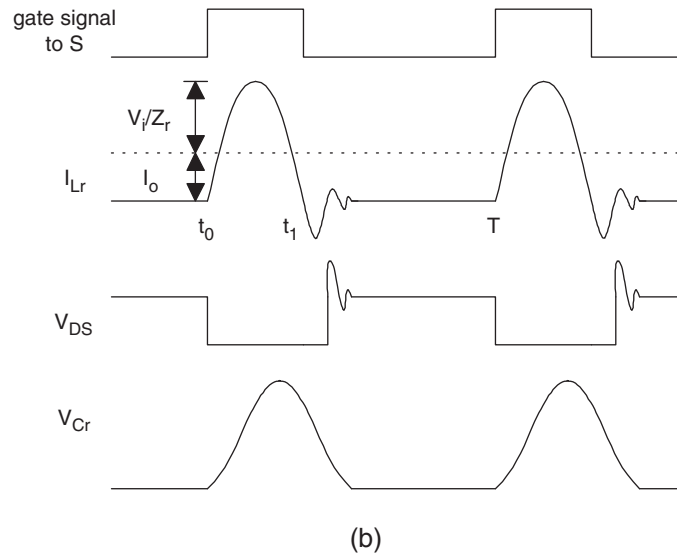 gate signal
to S
V_i/Z_r
I_Lr
I_o
t_0
t_1
T
V_DS
V_Cr
(b)